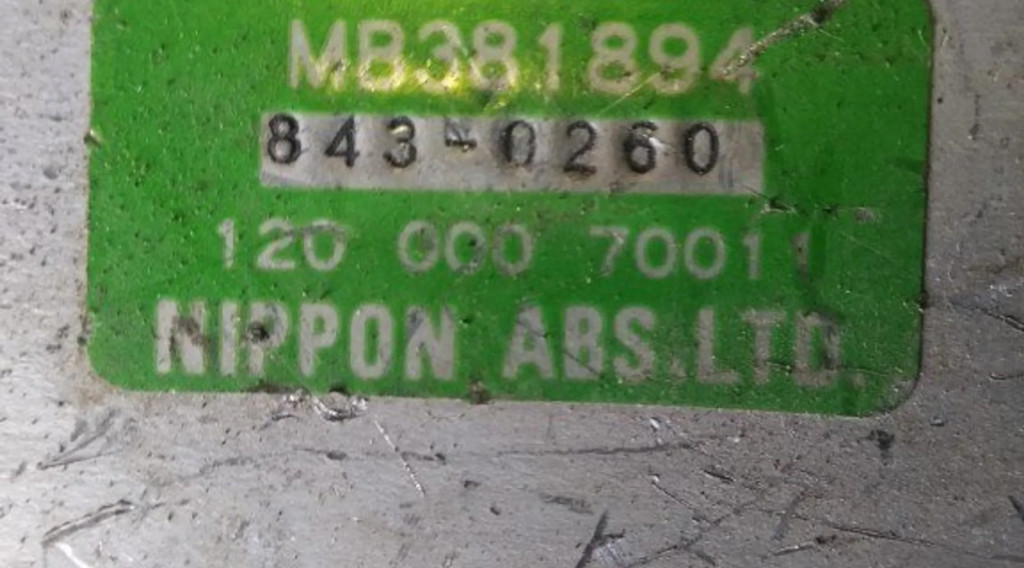 MB381894
843-0260
120 000 70011
NIPPON ABS.LTD.